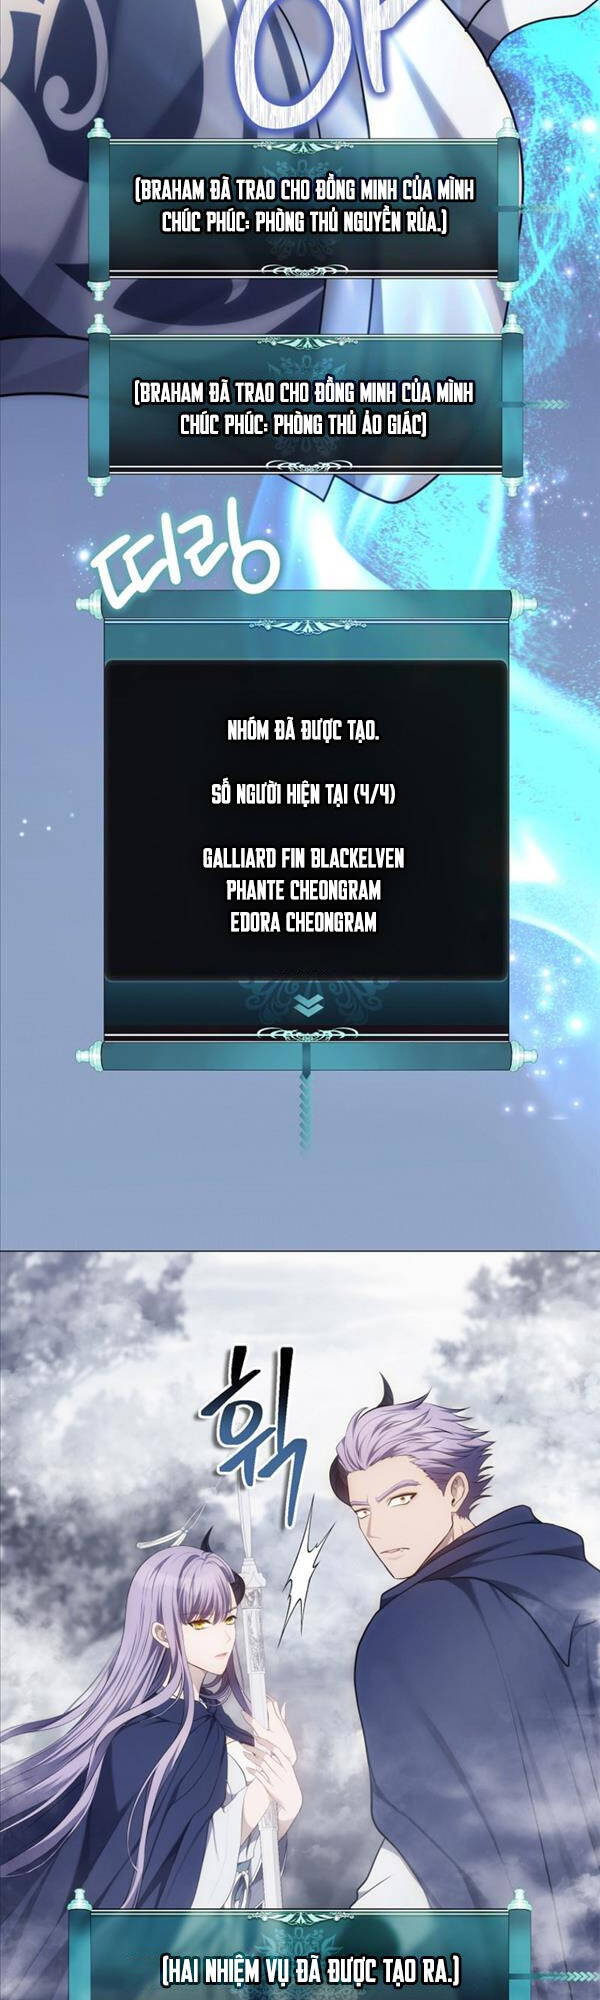 [BRAHAM ĐÃ TRAO CHO ĐỒNG MINH CỦA MÌNH
CHÚC PHÚC: PHÒNG THỦ NGUYỀN RỦA.]
[BRAHAM ĐÃ TRAO CHO ĐỒNG MINH CỦA MÌNH
CHÚC PHÚC: PHÒNG THỦ ẢO GIÁC]
띠링
NHÓM ĐÃ ĐƯỢC TẠO.
SỐ NGƯỜI HIỆN TẠI (4/4)
GALLIARD FIN BLACKELVEN
PHANTE CHEONGRAM
EDORA CHEONGRAM
휙
[HAI NHIỆM VỤ ĐÃ ĐƯỢC TẠO RA.]